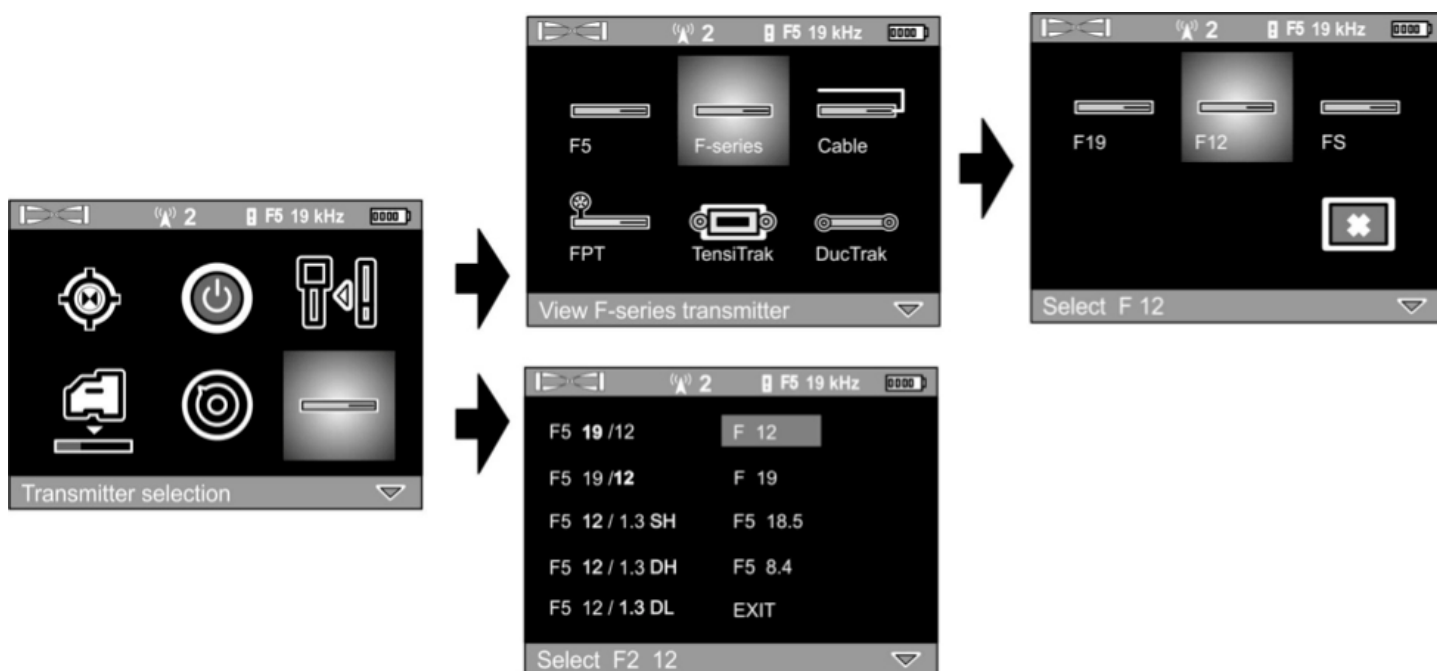 2 F5 19 kHz
Transmitter selection
2 F5 19 kHz
F5 F-series Cable
FPT TensiTrak DucTrak
View F-series transmitter
2 F5 19 kHz
F19 F12 FS
Select F 12
2 F5 19 kHz
F5 19 /12 F 12
F5 19 /12 F 19
F5 12 / 1.3 SH F5 18.5
F5 12 / 1.3 DH F5 8.4
F5 12 / 1.3 DL EXIT
Select F2 12